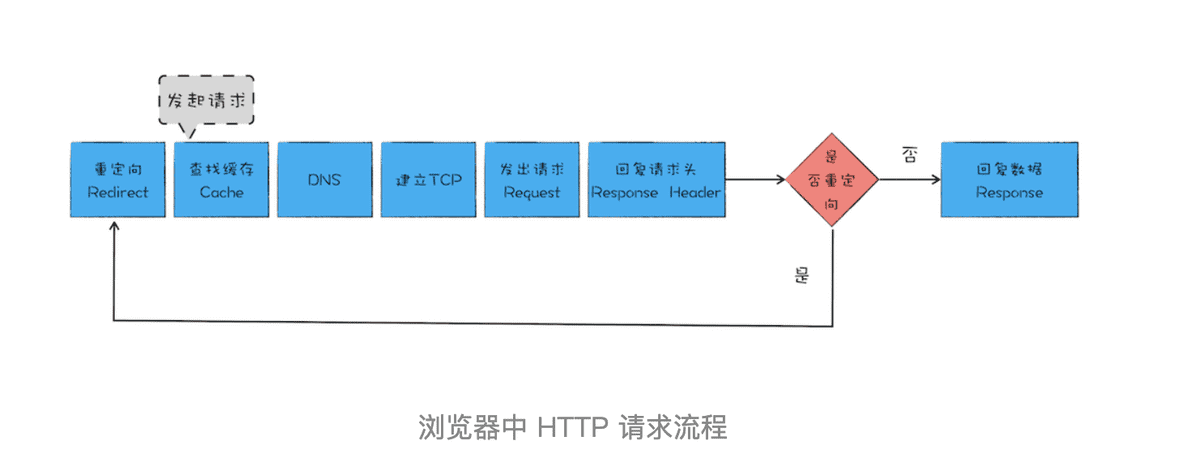 发起请求
重定向
Redirect
查找缓存
Cache
DNS
建立TCP
发出请求
Request
回复请求头
Response Header
是
否重定
向
否
回复数据
Response
是
浏览器中 HTTP 请求流程